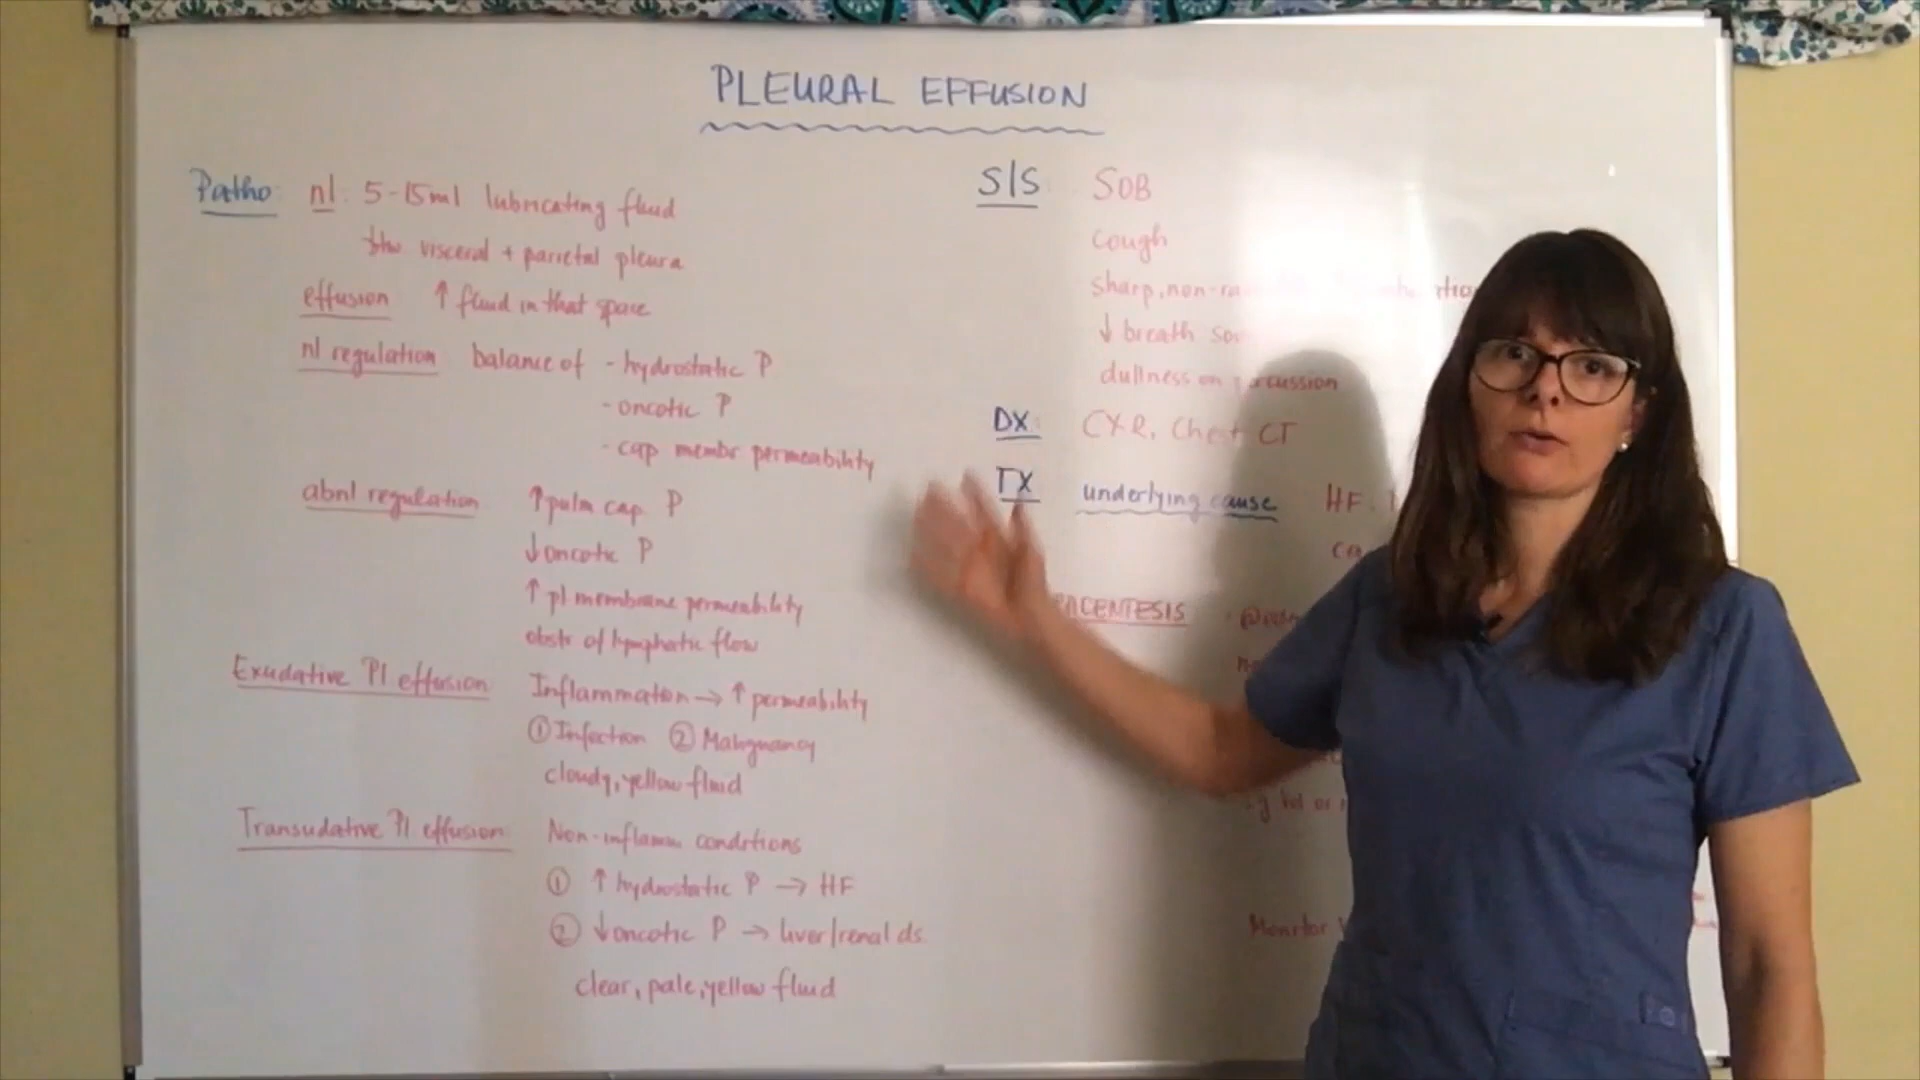 PLEURAL EFFUSION
Patho: nl: 5-15ml lubricating fluid
btw visceral + parietal pleura
effusion ↑ fluid in that space
nl regulation balance of - hydrostatic P
- oncotic P
- cap membr permeability
abnl regulation ↑ pulm cap P
↓ oncotic P
↑ pl membrane permeability
obstr of lymphatic flow
Exudative Pl effusion Inflammation → ↑ permeability
① Infection ② Malignancy
cloudy, yellow fluid
Transudative Pl effusion Non-inflamm conditions
① ↑ hydrostatic P → HF
② ↓ oncotic P → liver/renal ds.
clear, pale, yellow fluid
S/S SOB
cough
sharp, non-
↓ breath
dullness on percussion
DX: CXR, Chest CT
TX underlying cause HF
ACENTESIS
Monitor